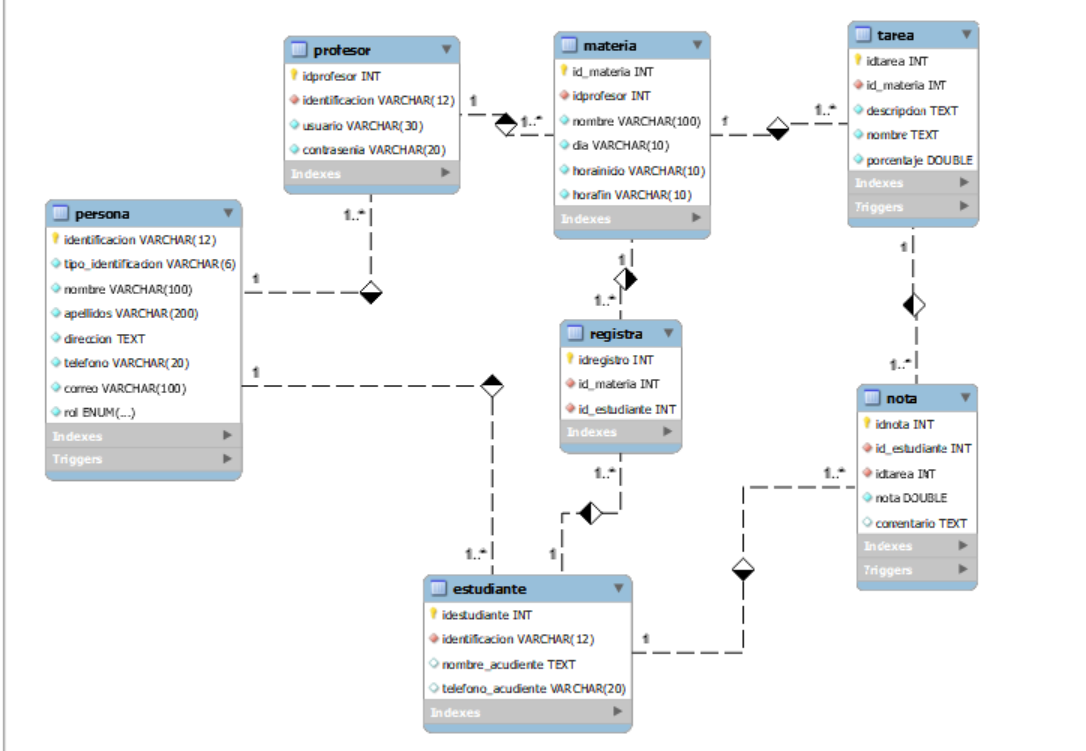 profesor
idprofesor INT
identificacion VARCHAR(12)
usuario VARCHAR(30)
contrasenia VARCHAR(20)
Indexes
1
1..*
materia
id_materia INT
idprofesor INT
nombre VARCHAR(100)
dia VARCHAR(10)
horainicio VARCHAR(10)
horafin VARCHAR(10)
Indexes
1
1..*
tarea
idtarea INT
id_materia INT
descripcion TEXT
nombre TEXT
porcentaje DOUBLE
Indexes
Triggers
1..*
1
persona
identificacion VARCHAR(12)
tipo_identificacion VARCHAR(6)
nombre VARCHAR(100)
apellidos VARCHAR(200)
direccion TEXT
telefono VARCHAR(20)
correo VARCHAR(100)
rol ENUM(...)
Indexes
Triggers
1
1..*
1
1..*
registra
idregistro INT
id_materia INT
id_estudiante INT
Indexes
1..*
1
1
1..*
nota
idnota INT
id_estudiante INT
idtarea INT
nota DOUBLE
comentario TEXT
Indexes
Triggers
1..*
1
estudiante
idestudiante INT
identificacion VARCHAR(12)
nombre_acudiente TEXT
telefono_acudiente VARCHAR(20)
Indexes